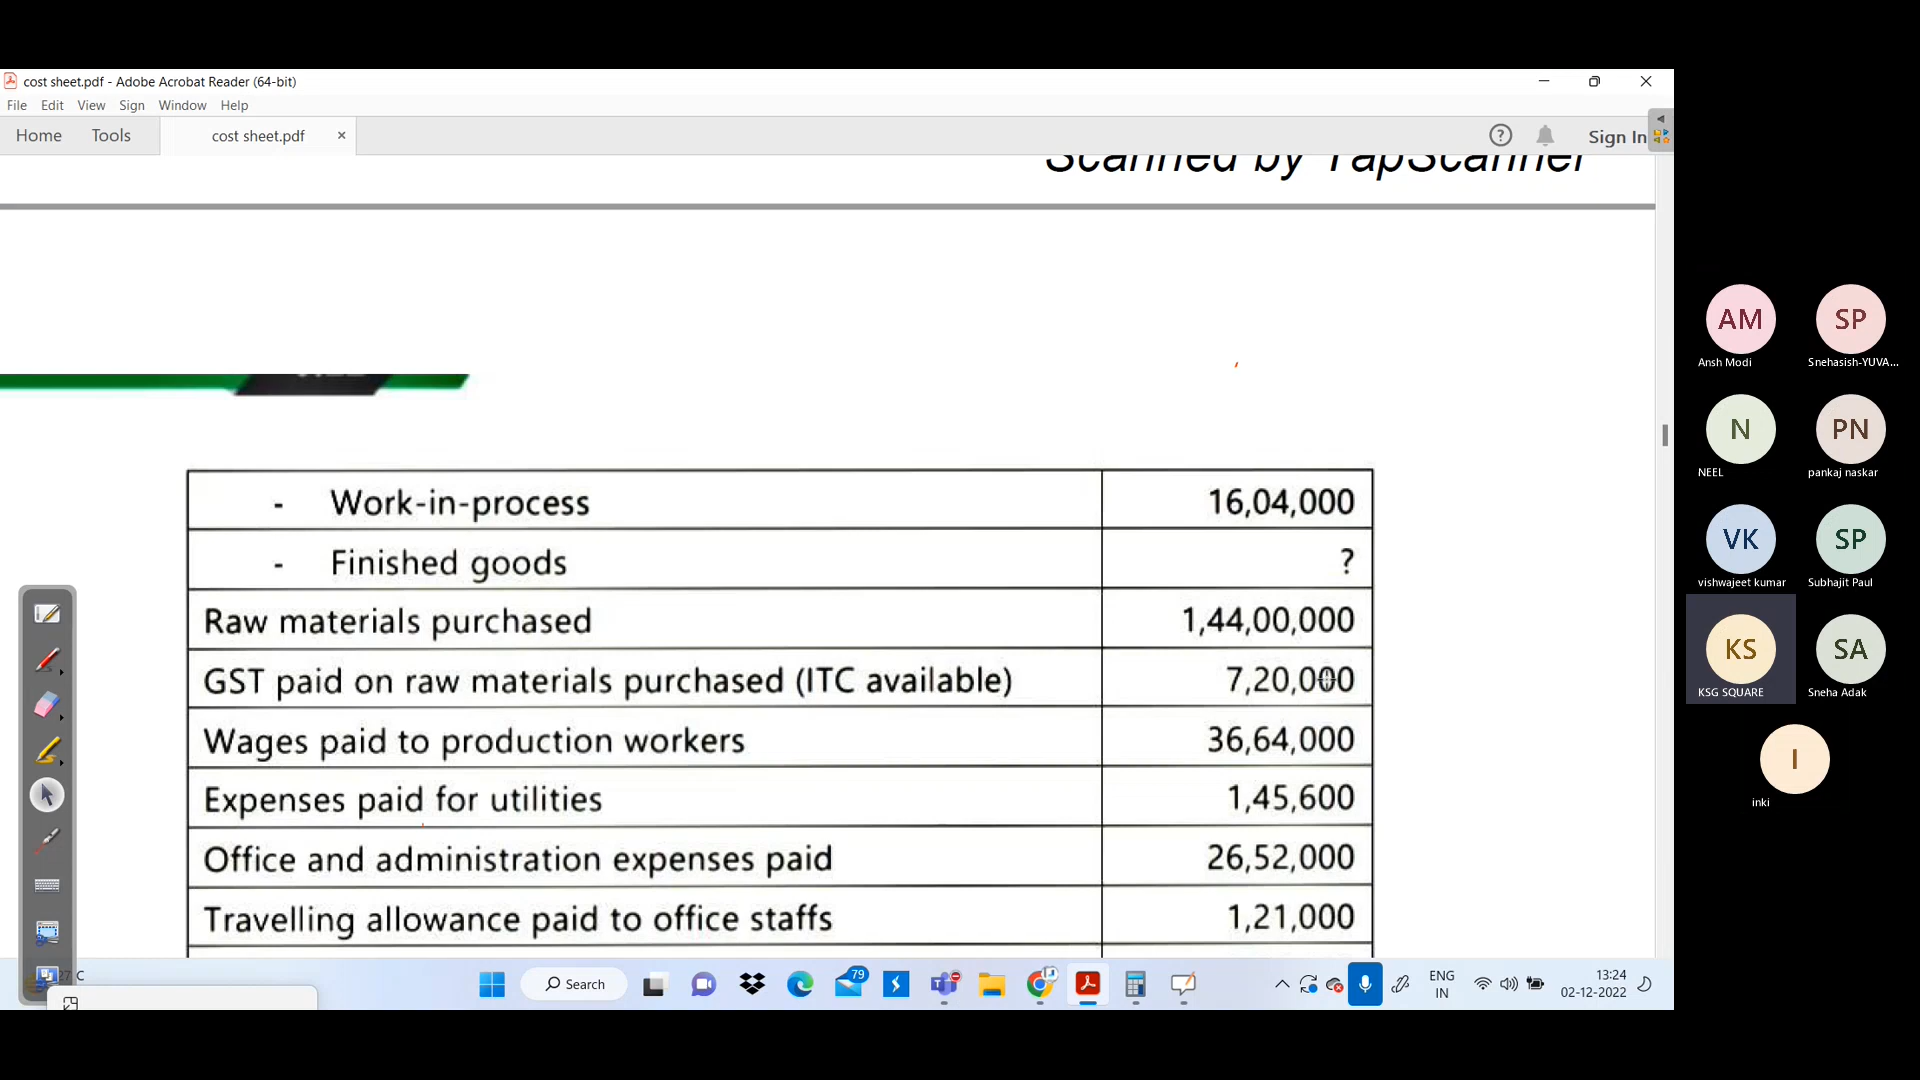 cost sheet.pdf - Adobe Acrobat Reader (64-bit)
File Edit View Sign Window Help
Home Tools cost sheet.pdf × ? Sign In
Scanned by TapScanner
- Work-in-process 16,04,000
- Finished goods ?
Raw materials purchased 1,44,00,000
GST paid on raw materials purchased (ITC available) 7,20,000
Wages paid to production workers 36,64,000
Expenses paid for utilities 1,45,600
Office and administration expenses paid 26,52,000
Travelling allowance paid to office staffs 1,21,000
AM SP
Ansh Modi Snehasish-YUVA...
N PN
NEEL pankaj naskar
VK SP
vishwajeet kumar Subhajit Paul
KS SA
KSG SQUARE Sneha Adak
I
inki
C
Search
79
ENG
IN
13:24
02-12-2022